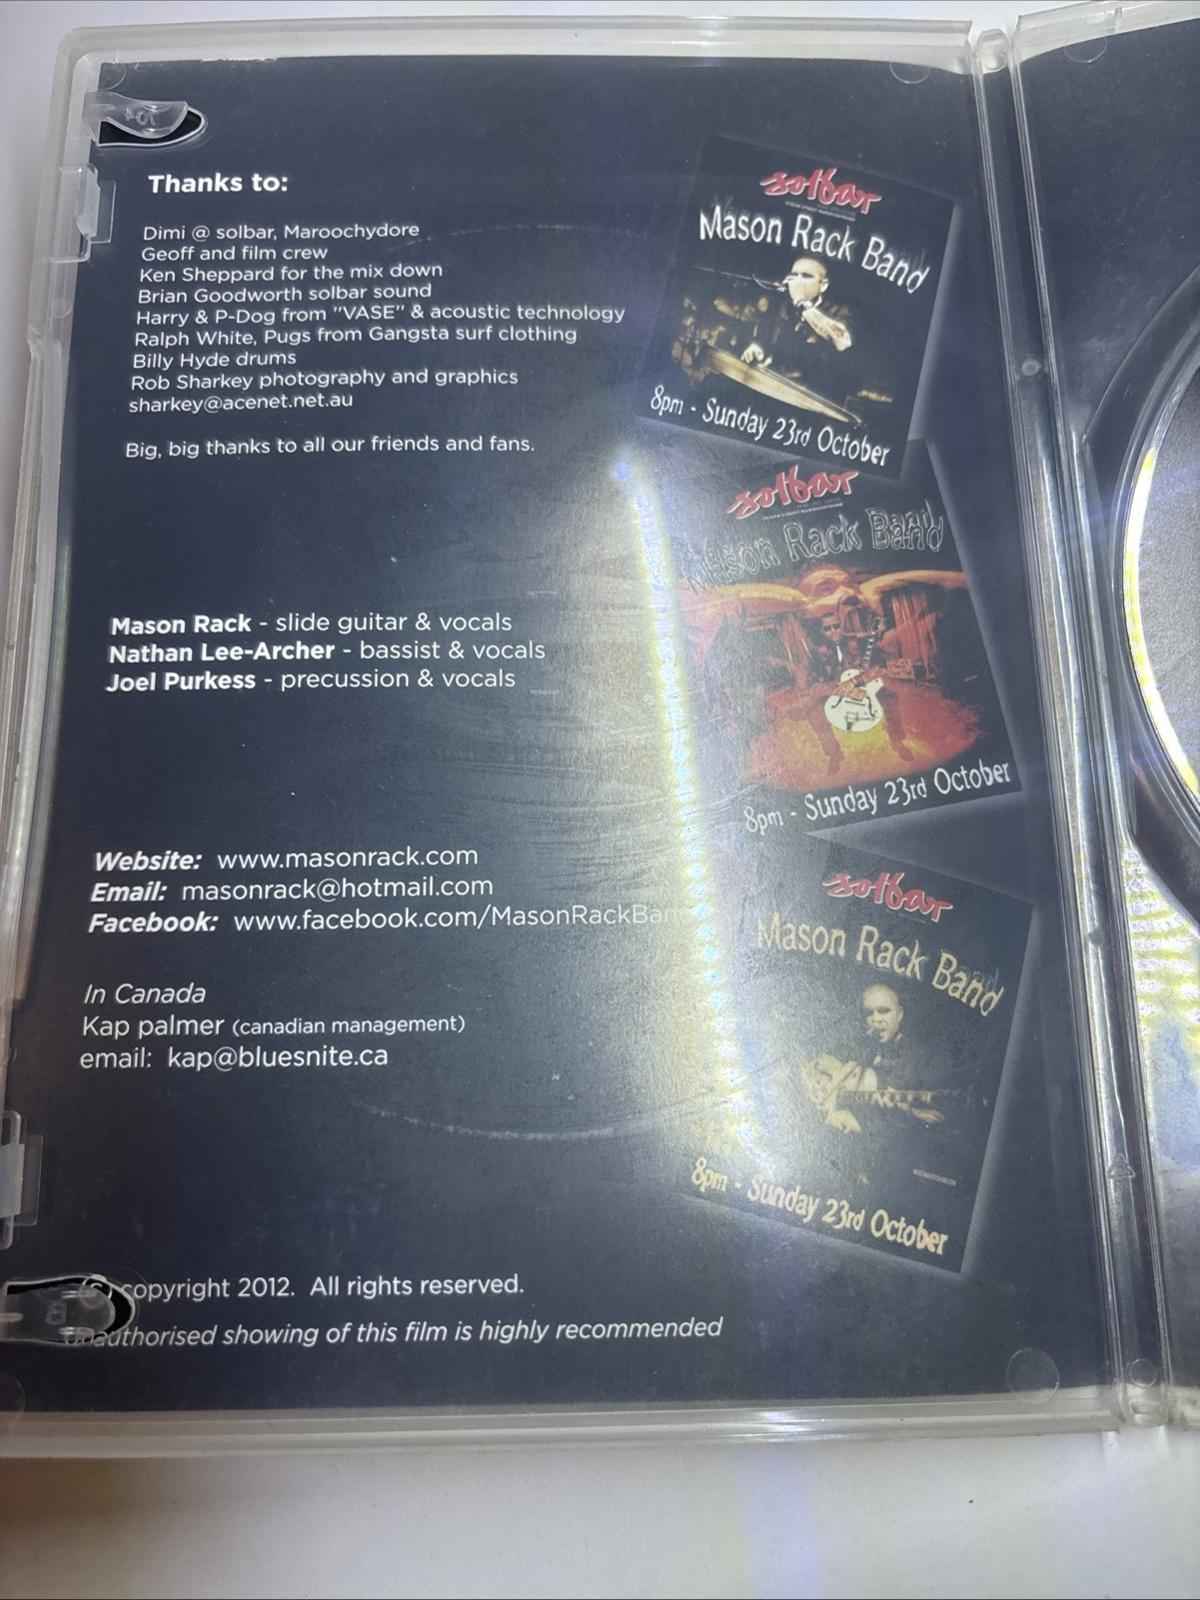 Thanks to:
Dimi @ solbar, Maroochydore
Geoff and film crew
Ken Sheppard for the mix down
Brian Goodworth solbar sound
Harry & P-Dog from "VASE" & acoustic technology
Ralph White, Pugs from Gangsta surf clothing
Billy Hyde drums
Rob Sharkey photography and graphics
sharkey@acenet.net.au
Big, big thanks to all our friends and fans.
Mason Rack - slide guitar & vocals
Nathan Lee-Archer - bassist & vocals
Joel Purkess - precussion & vocals
Website: www.masonrack.com
Email: masonrack@hotmail.com
Facebook: www.facebook.com/MasonRackBand
In Canada
Kap palmer (canadian management)
email: kap@bluesnite.ca
(c) copyright 2012. All rights reserved.
Unauthorised showing of this film is highly recommended
solbar
Mason Rack Band
8pm - Sunday 23rd October
solbar
Mason Rack Band
8pm - Sunday 23rd October
solbar
Mason Rack Band
8pm - Sunday 23rd October